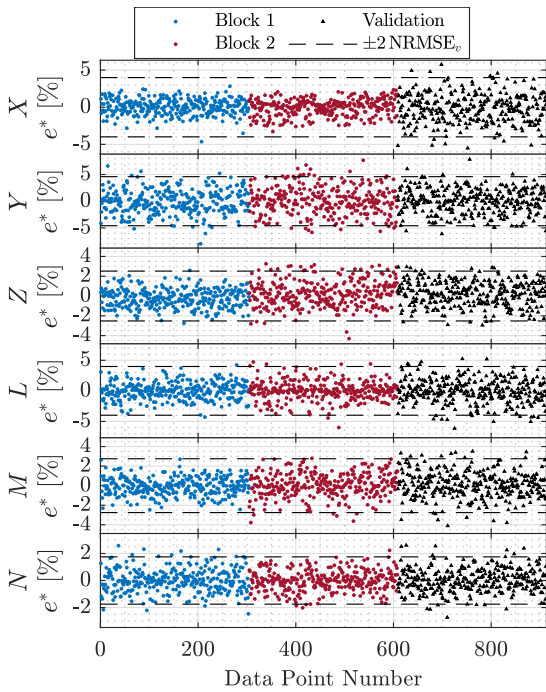 Block 1
Validation
Block 2
±2 NRMSE_v
X
e* [%]
5
0
-5
Y
e* [%]
5
0
-5
Z
e* [%]
4
2
0
-2
-4
L
e* [%]
5
0
-5
M
e* [%]
4
2
0
-2
-4
N
e* [%]
2
0
-2
0 200 400 600 800
Data Point Number